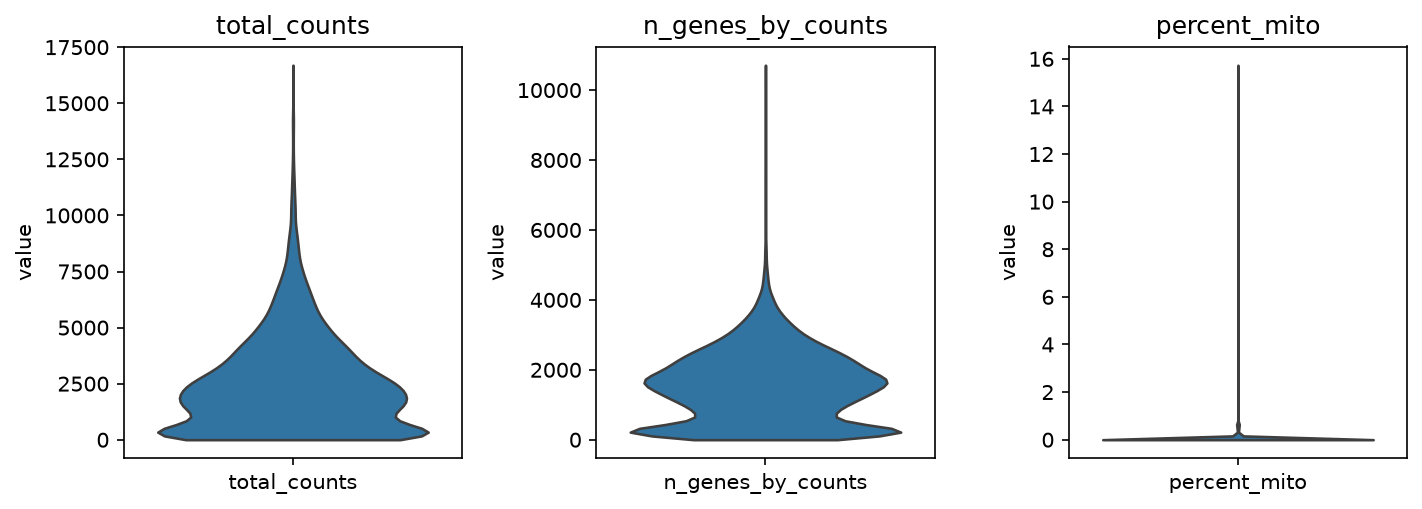 total_counts
17500
15000
12500
10000
7500
5000
2500
0
value
total_counts
n_genes_by_counts
10000
8000
6000
4000
2000
0
value
n_genes_by_counts
percent_mito
16
14
12
10
8
6
4
2
0
value
percent_mito